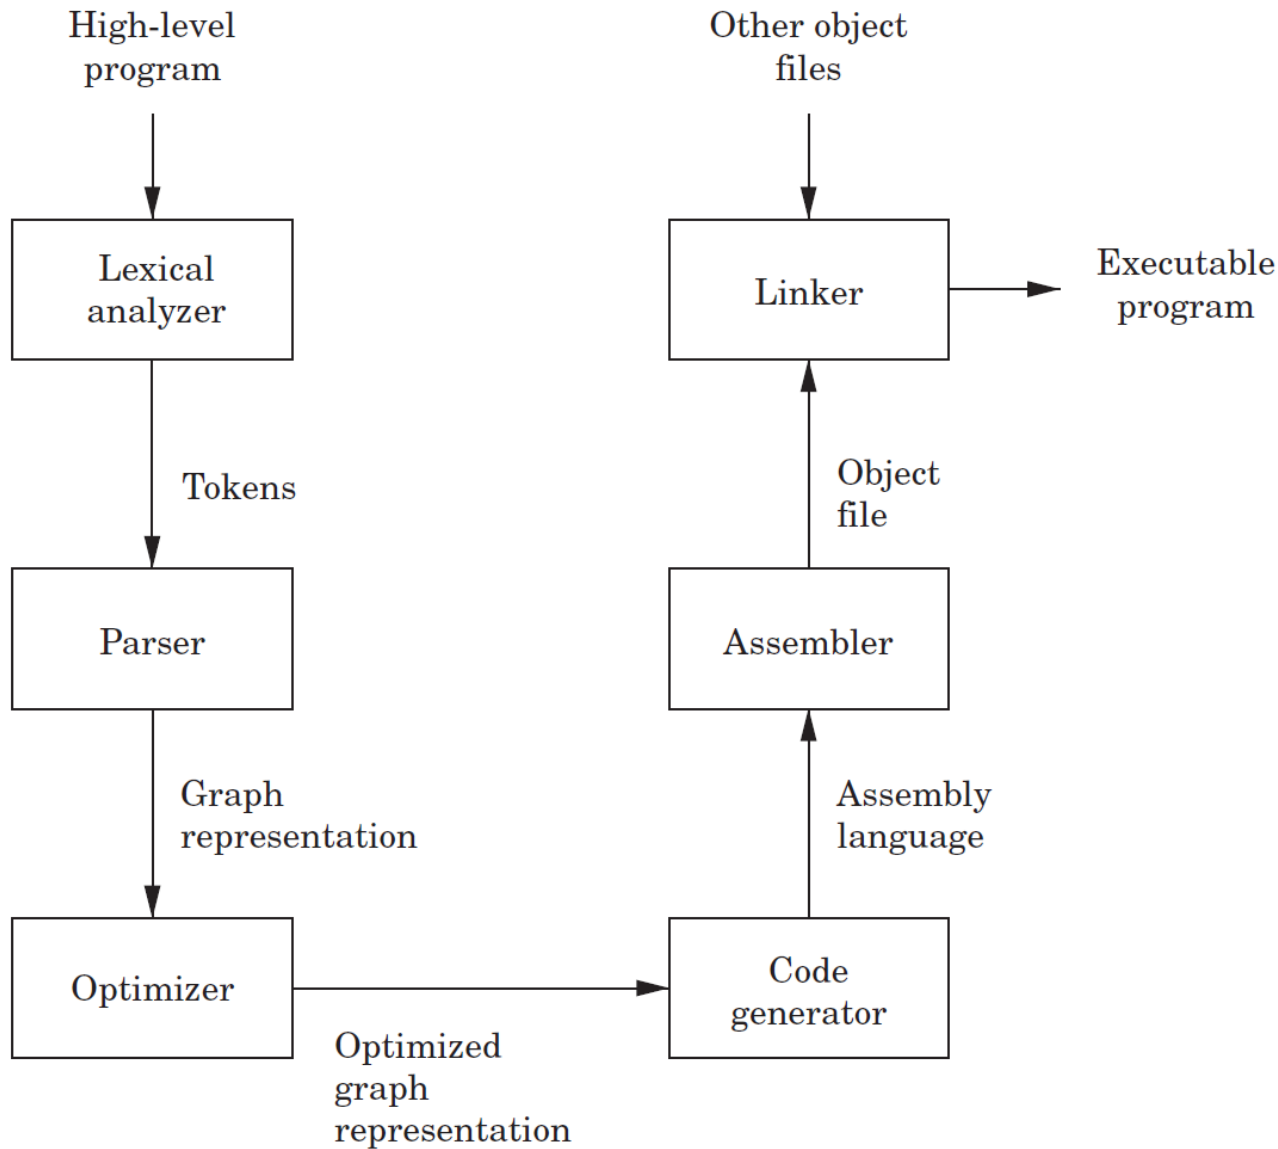 High-level
program
Lexical
analyzer
Tokens
Parser
Graph
representation
Optimizer
Optimized
graph
representation
Code
generator
Assembly
language
Assembler
Object
file
Other object
files
Linker
Executable
program